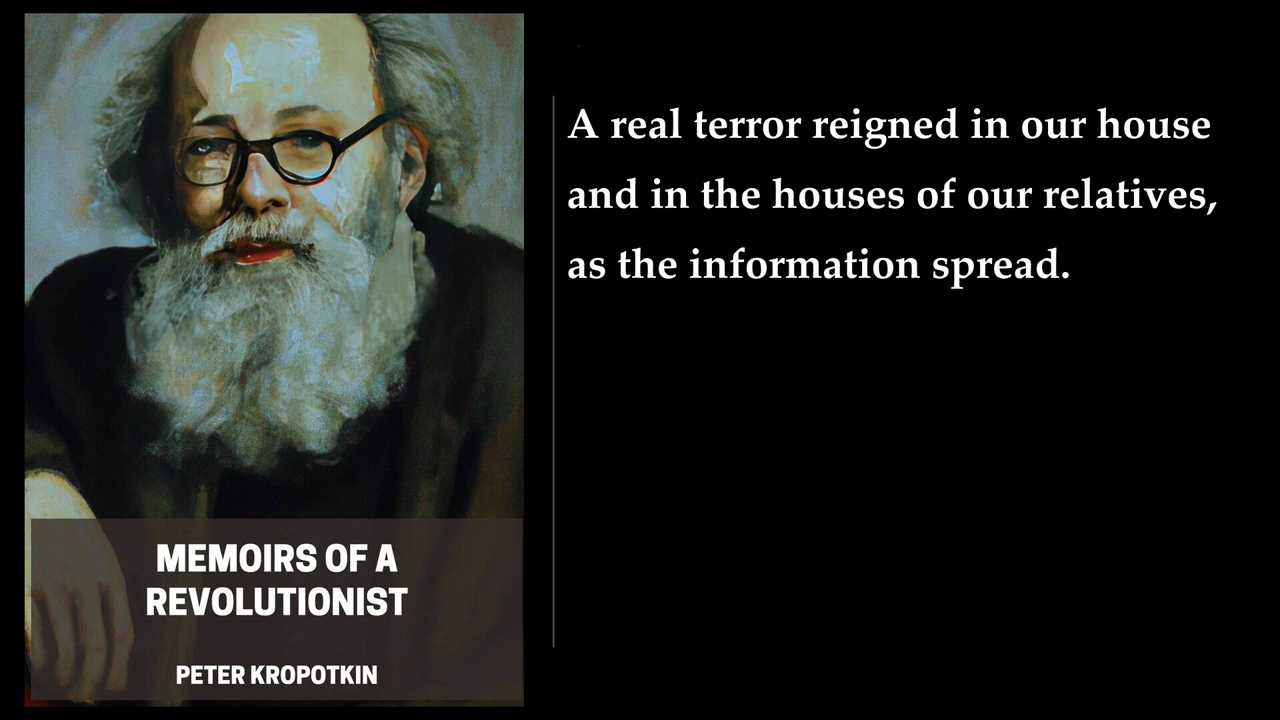 A real terror reigned in our house
and in the houses of our relatives,
as the information spread.
MEMOIRS OF A
REVOLUTIONIST
PETER KROPOTKIN